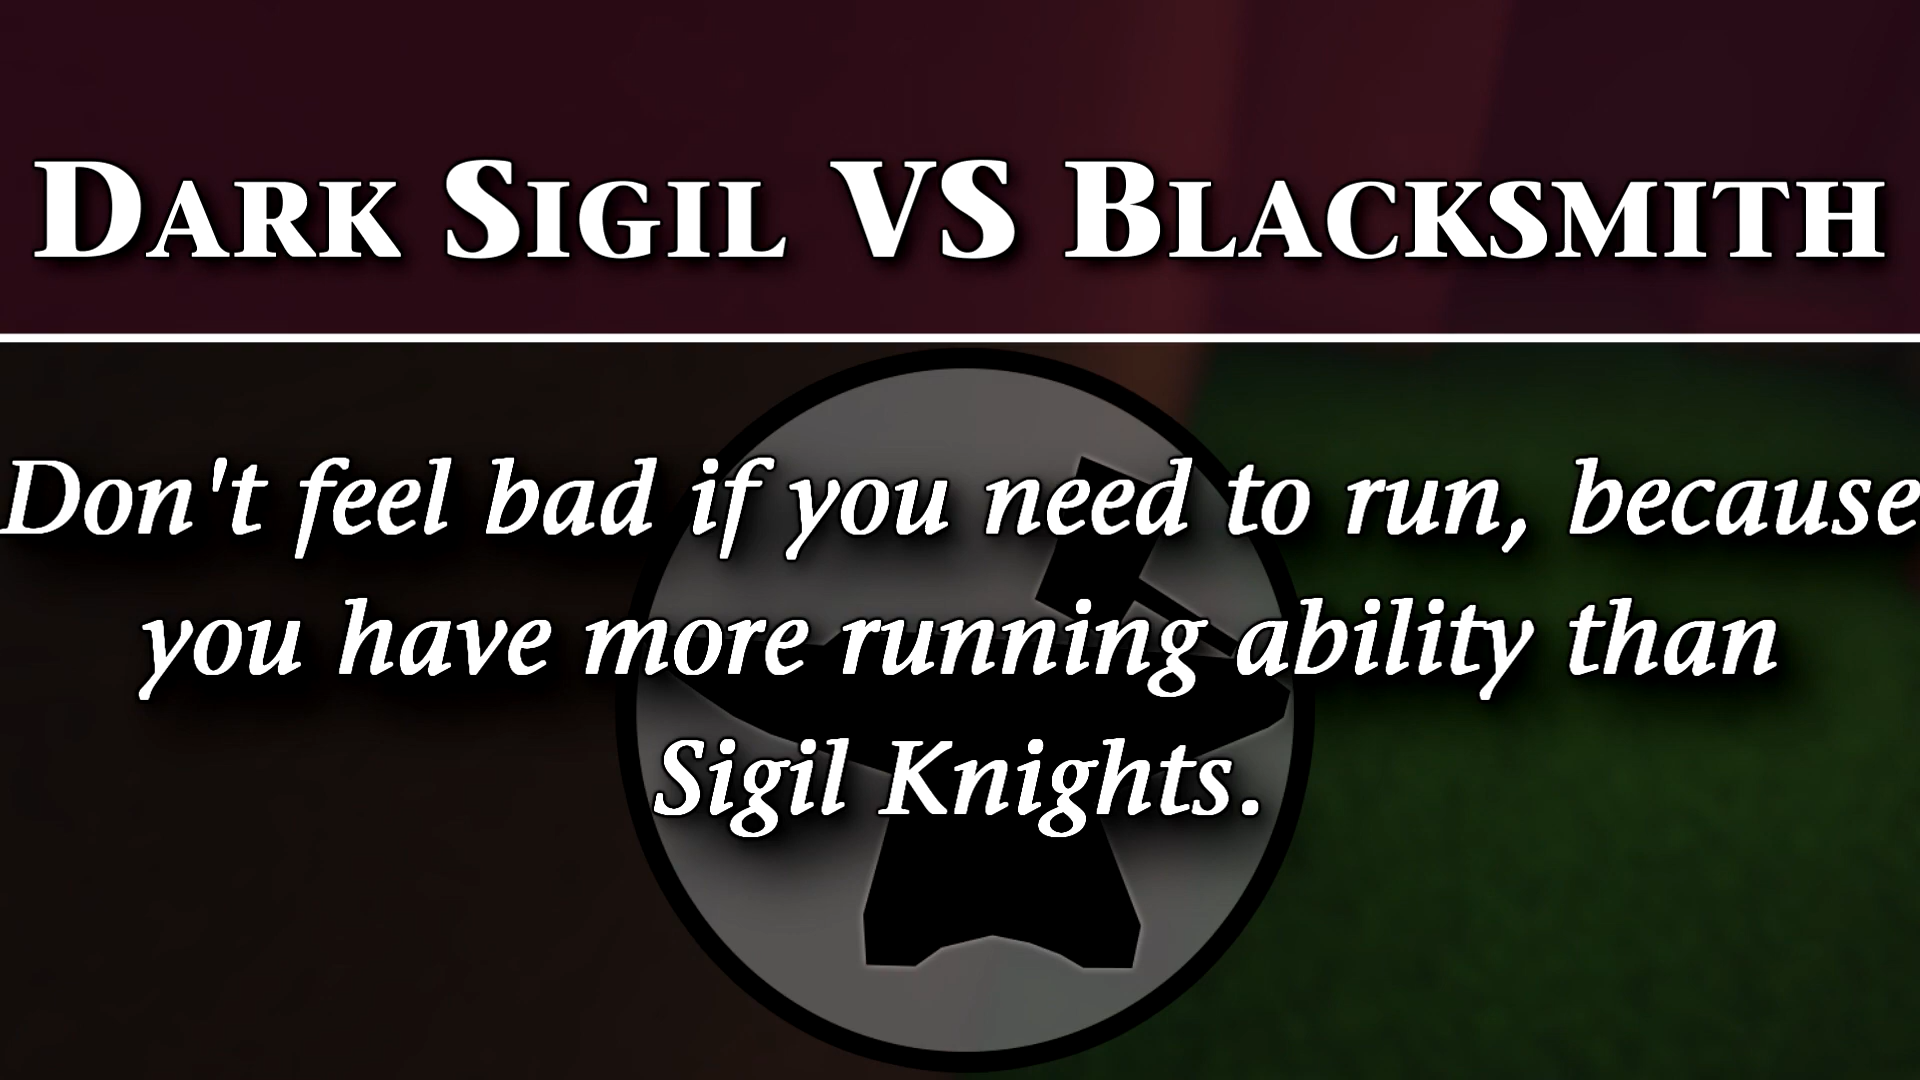 Dark Sigil VS Blacksmith
Don't feel bad if you need to run, because
you have more running ability than
Sigil Knights.